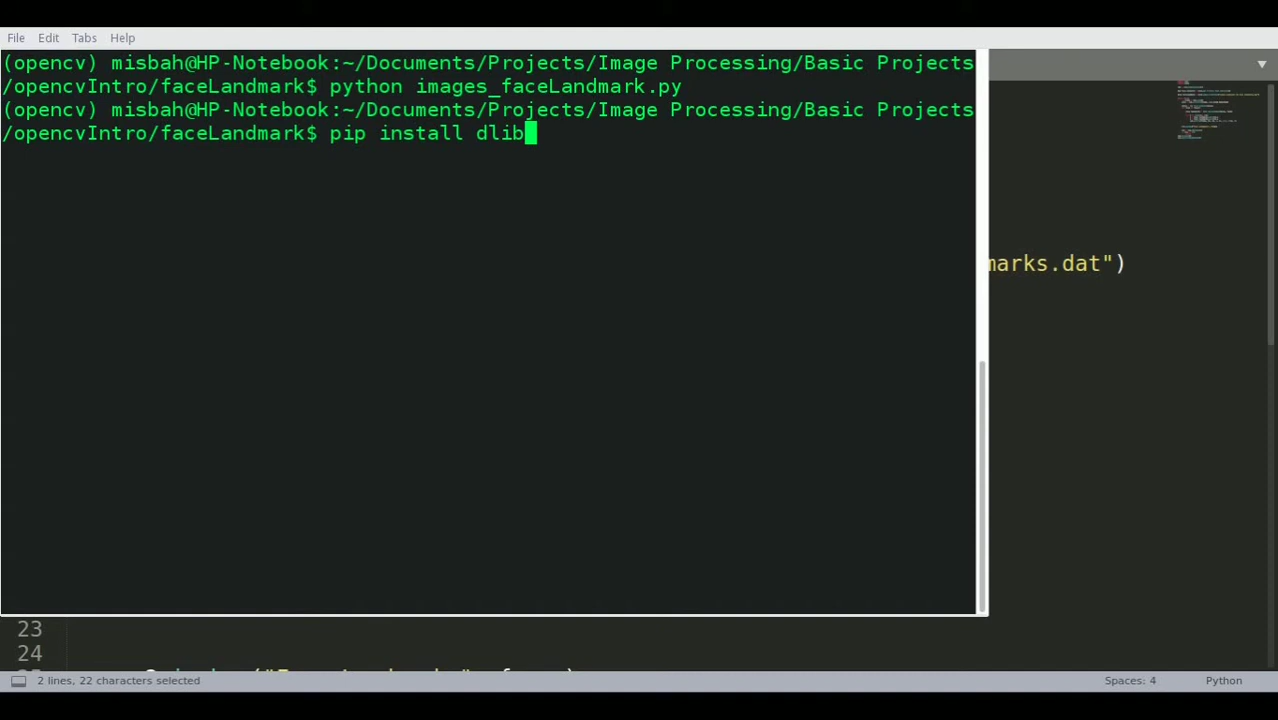 File Edit Tabs Help
(opencv) misbah@HP-Notebook:~/Documents/Projects/Image Processing/Basic Projects
/opencvIntro/faceLandmark$ python images_faceLandmark.py
(opencv) misbah@HP-Notebook:~/Documents/Projects/Image Processing/Basic Projects
/opencvIntro/faceLandmark$ pip install dlib
marks.dat")
23
24
2 lines, 22 characters selected Spaces: 4 Python